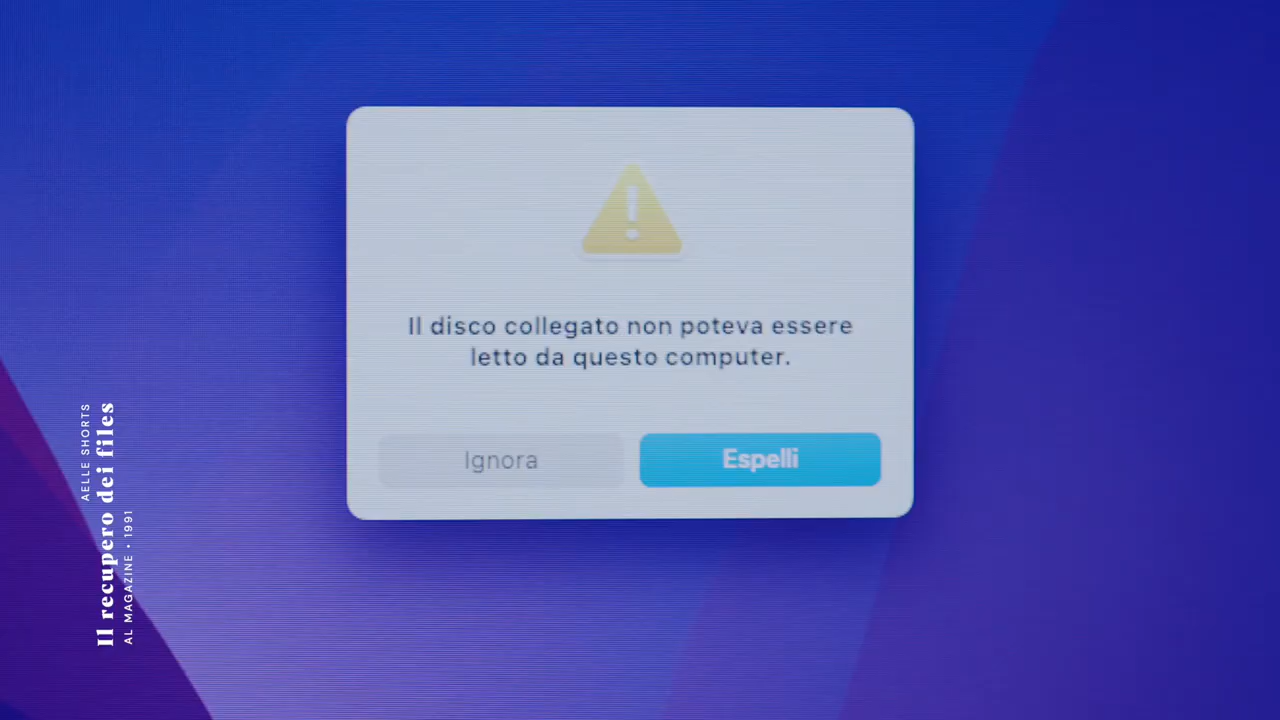 Il disco collegato non poteva essere
letto da questo computer.
Ignora
Espelli
AELLE SHORTS
Il recupero dei files
AL MAGAZINE • 1991